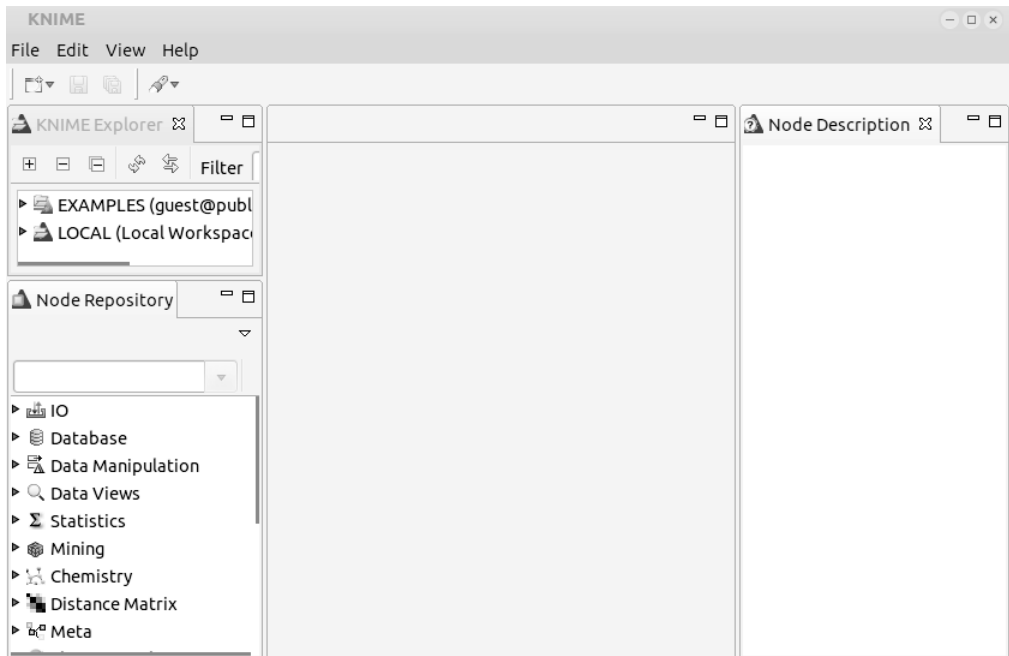 KNIME
File Edit View Help
KNIME Explorer
Filter
EXAMPLES (guest@publ
LOCAL (Local Workspac
Node Repository
IO
Database
Data Manipulation
Data Views
Statistics
Mining
Chemistry
Distance Matrix
Meta
Node Description